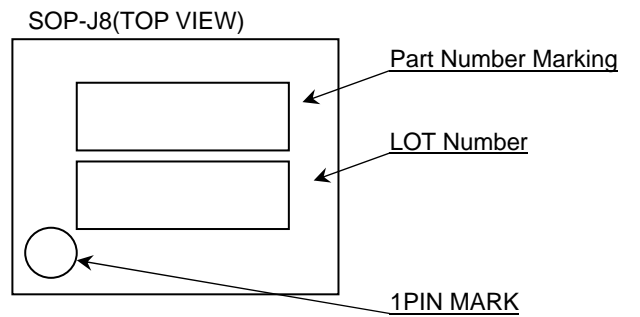 SOP-J8(TOP VIEW)
Part Number Marking
LOT Number
1PIN MARK